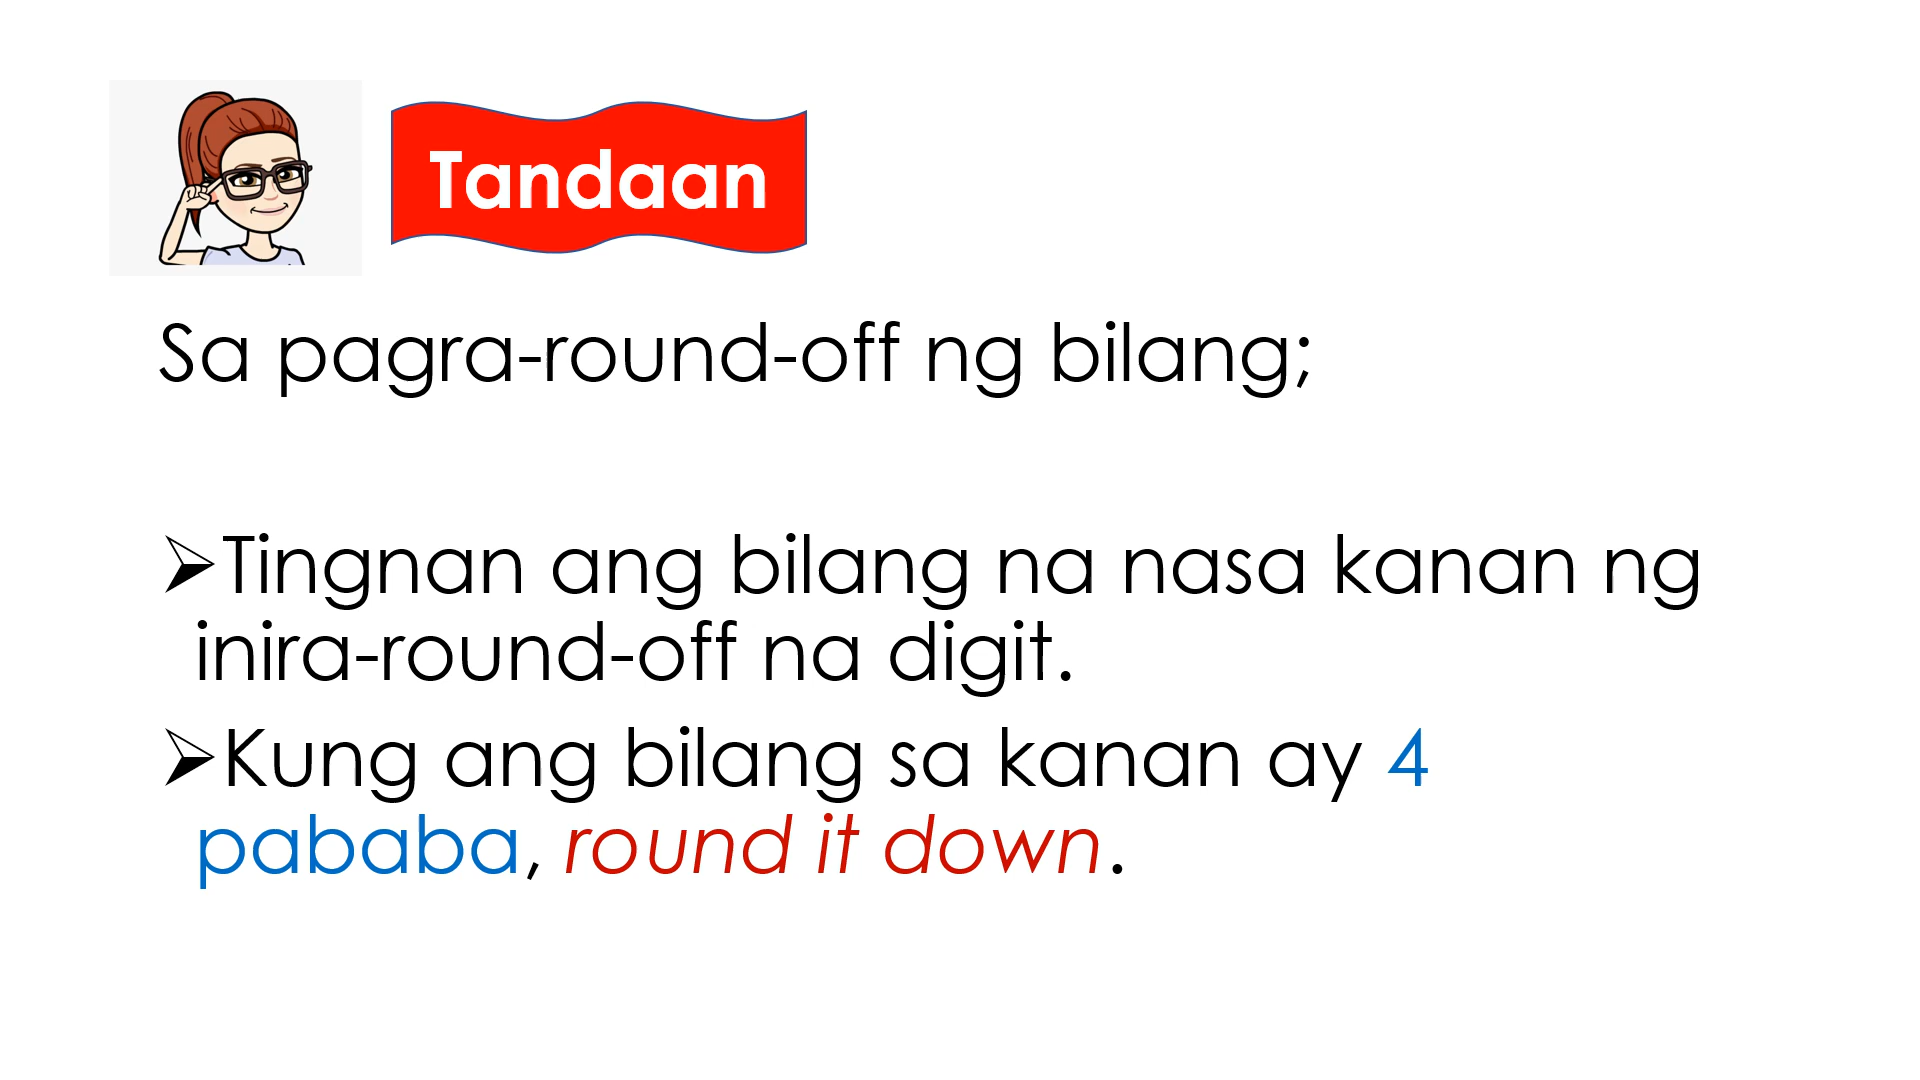 Tandaan
Sa pagra-round-off ng bilang;
➢Tingnan ang bilang na nasa kanan ng
inira-round-off na digit.
➢Kung ang bilang sa kanan ay 4
pababa, round it down.